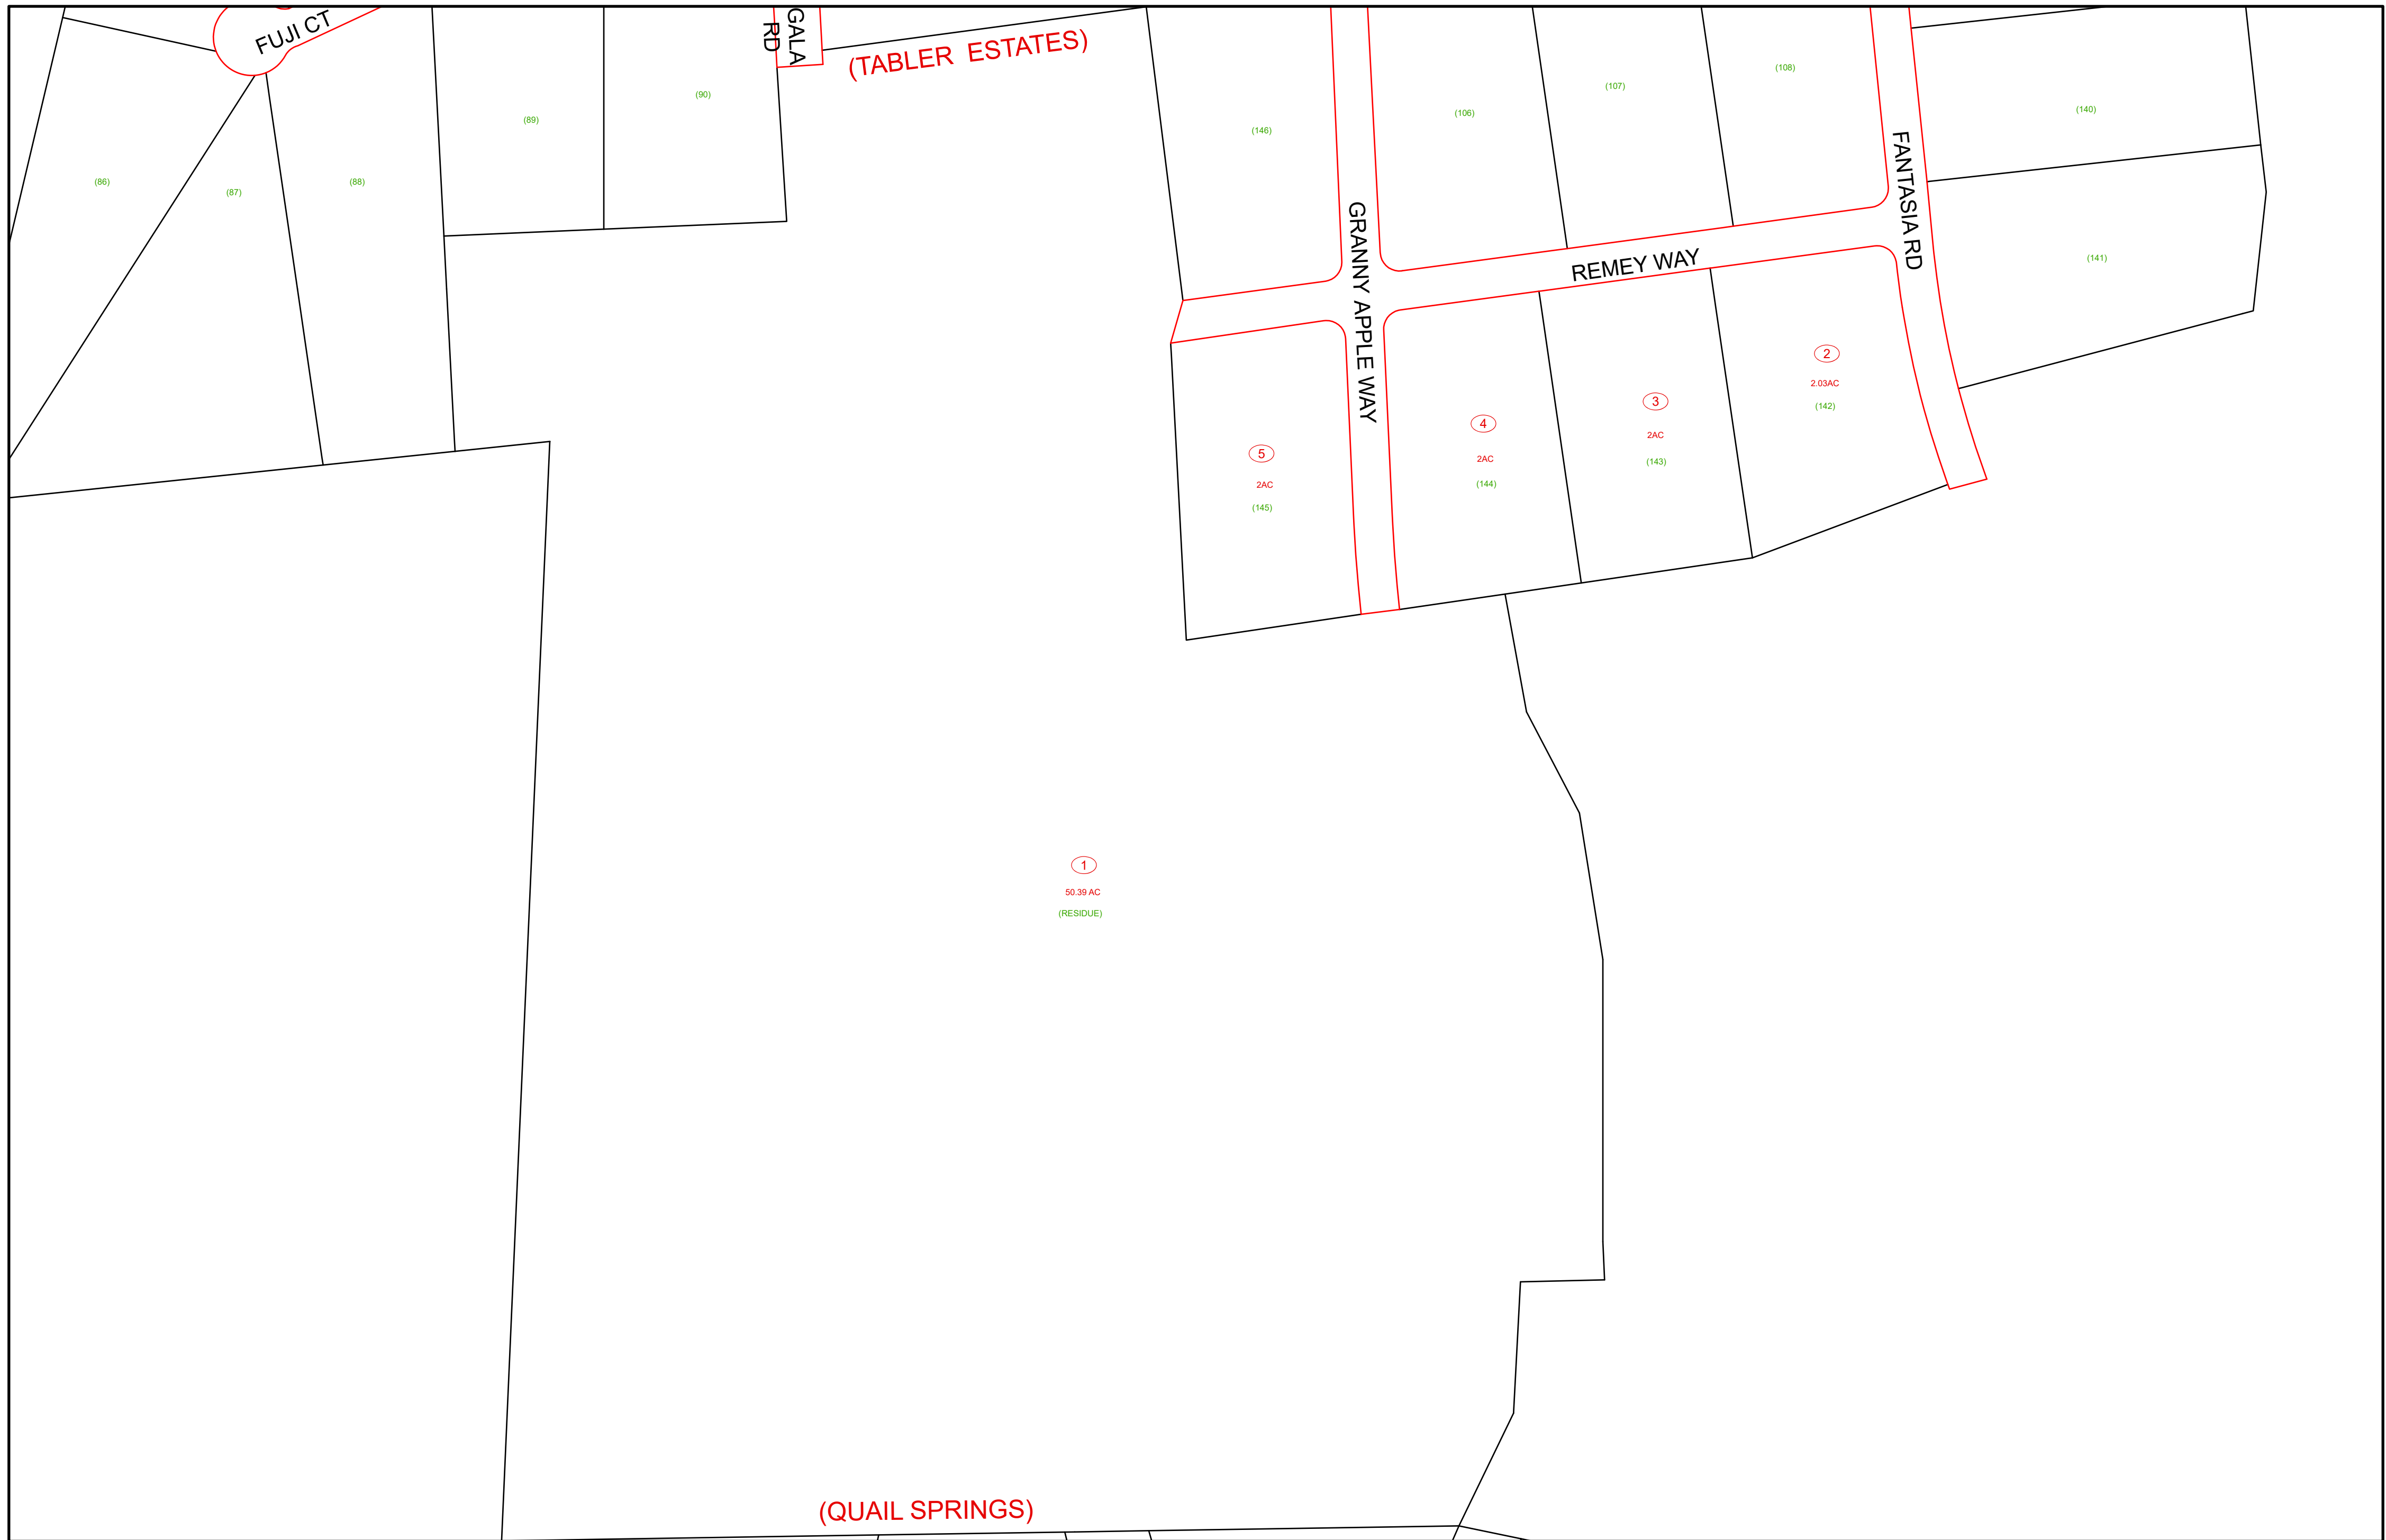 FUJI CT
GALA
RD
(TABLER ESTATES)
(86)
(87)
(88)
(89)
(90)
(146)
(106)
(107)
(108)
(140)
(141)
GRANNY APPLE WAY
REMEY WAY
FANTASIA RD
5
2AC
(145)
4
2AC
(144)
3
2AC
(143)
2
2.03AC
(142)
1
50.39 AC
(RESIDUE)
(QUAIL SPRINGS)